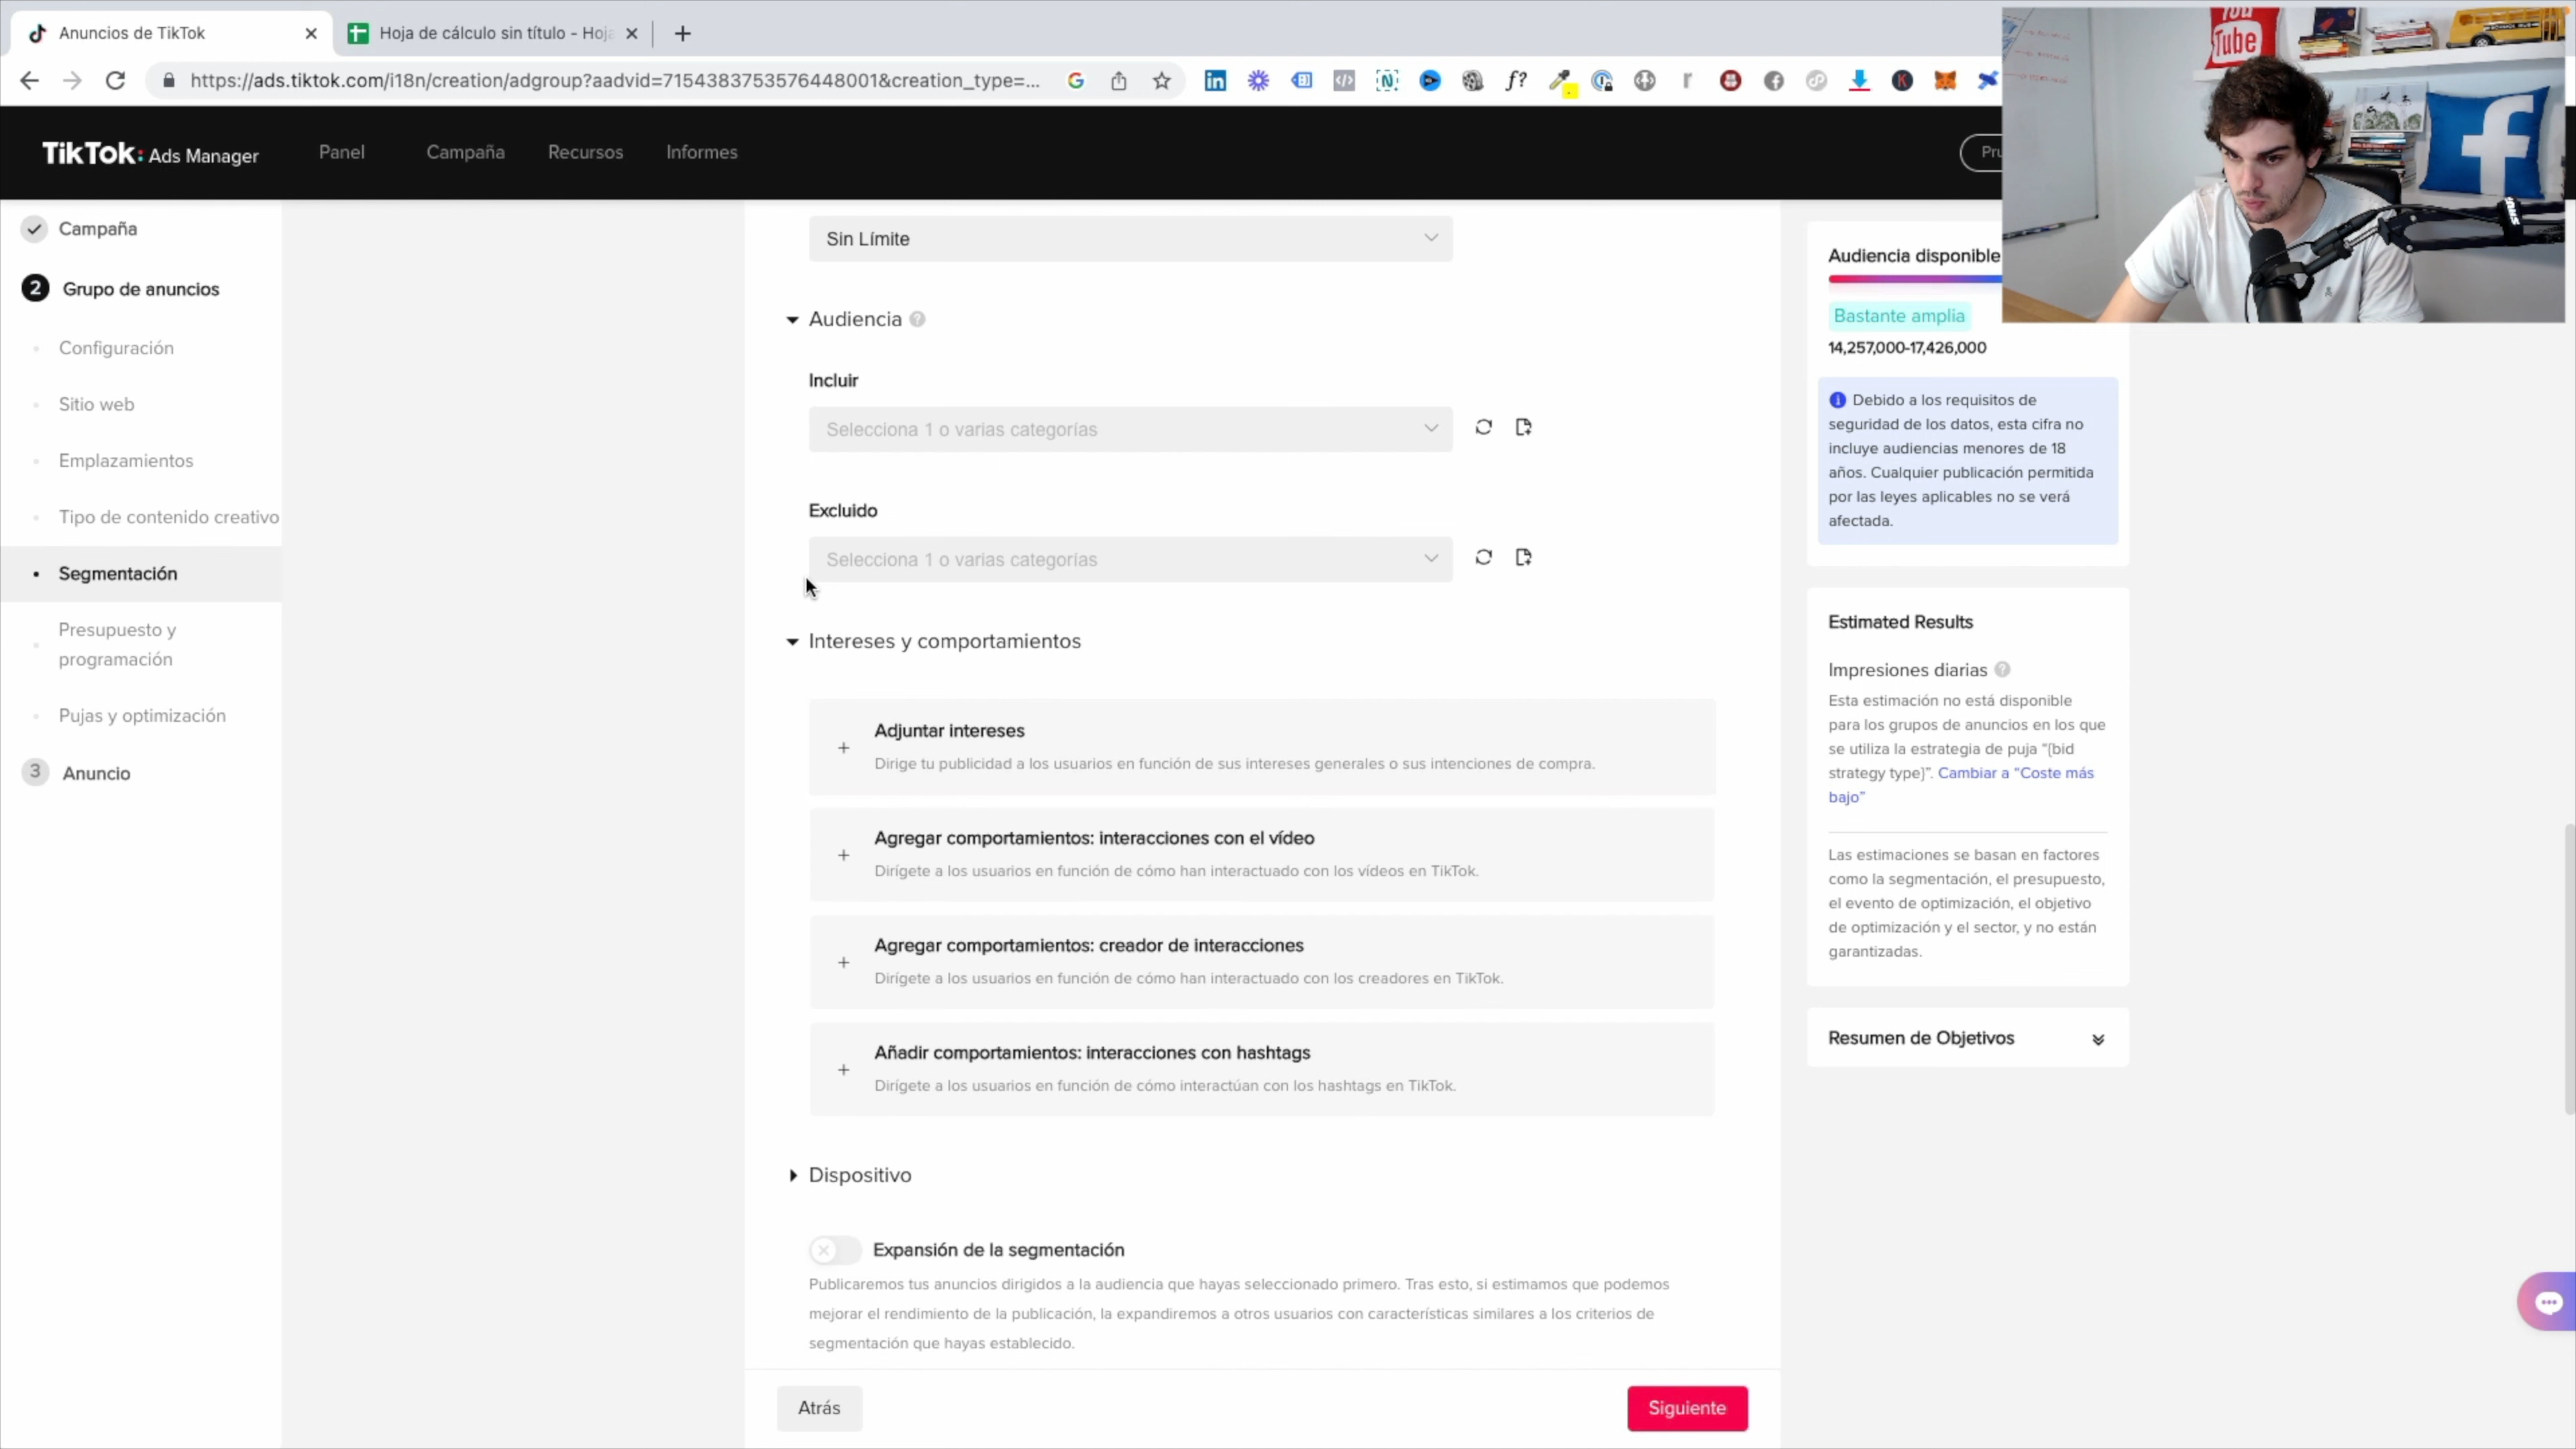 Anuncios de TikTok
Hoja de cálculo sin título - Hoja
https://ads.tiktok.com/i18n/creation/adgroup?aadvid=7154383753576448001&creation_type=...
TikTok: Ads Manager
Panel
Campaña
Recursos
Informes
You
Tube
SCHOOL BUS
Campaña
2 Grupo de anuncios
Configuración
Sitio web
Emplazamientos
Tipo de contenido creativo
Segmentación
Presupuesto y
programación
Pujas y optimización
3 Anuncio
Sin Límite
Audiencia
Incluir
Selecciona 1 o varias categorías
Excluido
Selecciona 1 o varias categorías
Intereses y comportamientos
Adjuntar intereses
Dirige tu publicidad a los usuarios en función de sus intereses generales o sus intenciones de compra.
Agregar comportamientos: interacciones con el vídeo
Dirígete a los usuarios en función de cómo han interactuado con los vídeos en TikTok.
Agregar comportamientos: creador de interacciones
Dirígete a los usuarios en función de cómo han interactuado con los creadores en TikTok.
Añadir comportamientos: interacciones con hashtags
Dirígete a los usuarios en función de cómo interactúan con los hashtags en TikTok.
Dispositivo
Expansión de la segmentación
Publicaremos tus anuncios dirigidos a la audiencia que hayas seleccionado primero. Tras esto, si estimamos que podemos
mejorar el rendimiento de la publicación, la expandiremos a otros usuarios con características similares a los criterios de
segmentación que hayas establecido.
Atrás
Siguiente
Audiencia disponible
Bastante amplia
14,257,000-17,426,000
Debido a los requisitos de
seguridad de los datos, esta cifra no
incluye audiencias menores de 18
años. Cualquier publicación permitida
por las leyes aplicables no se verá
afectada.
Estimated Results
Impresiones diarias
Esta estimación no está disponible
para los grupos de anuncios en los que
se utiliza la estrategia de puja "{bid
strategy type}". Cambiar a "Coste más
bajo"
Las estimaciones se basan en factores
como la segmentación, el presupuesto,
el evento de optimización, el objetivo
de optimización y el sector, y no están
garantizadas.
Resumen de Objetivos